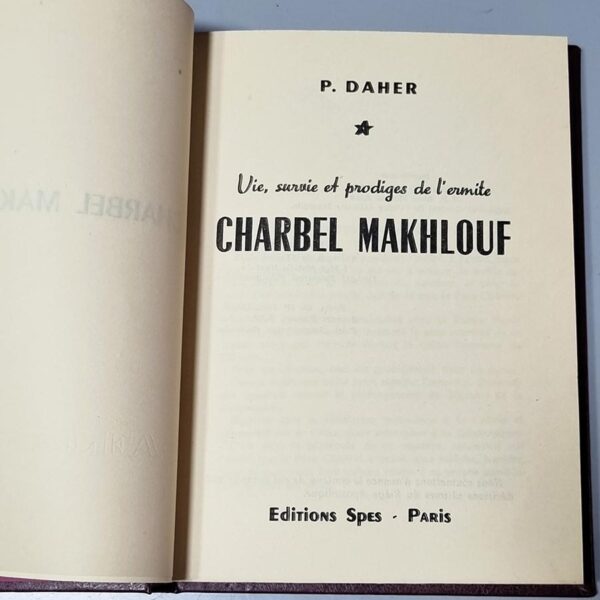 P. DAHER
Vie, survie et prodiges de l'ermite
CHARBEL MAKHLOUF
Editions Spes - Paris